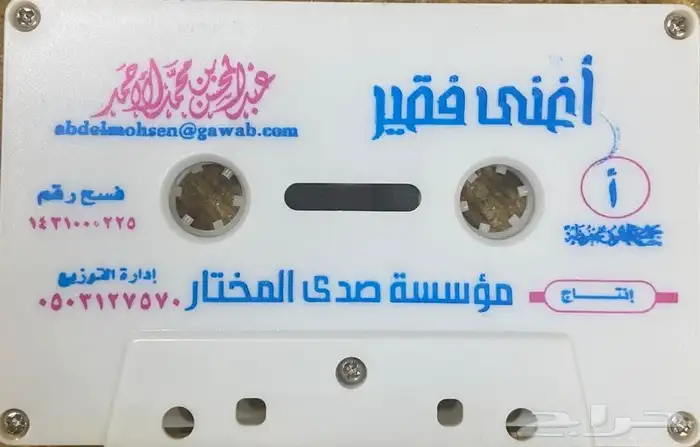 أغنى فقير
عبدالمحسن بن محمد الأحمد
abdelmohsen@gawab.com
أ
فسح رقم
١٤٣١٠٠٠٢٢٥
إنتاج
مؤسسة صدى المختار
إدارة التوزيع
٠٥٠٣١٢٧٥٧٠
حراج